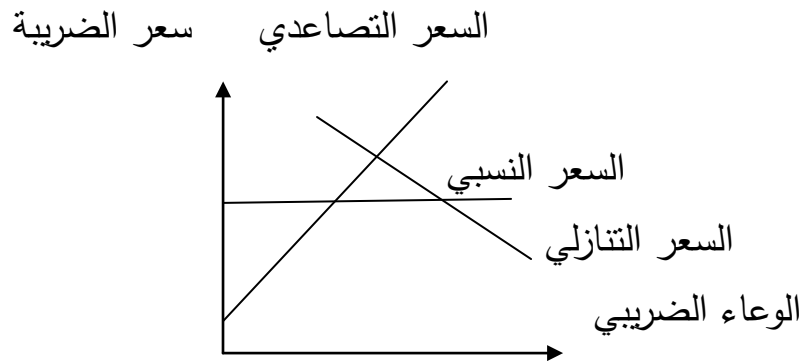 سعر الضريبة
السعر التصاعدي
السعر النسبي
السعر التنازلي
الوعاء الضريبي